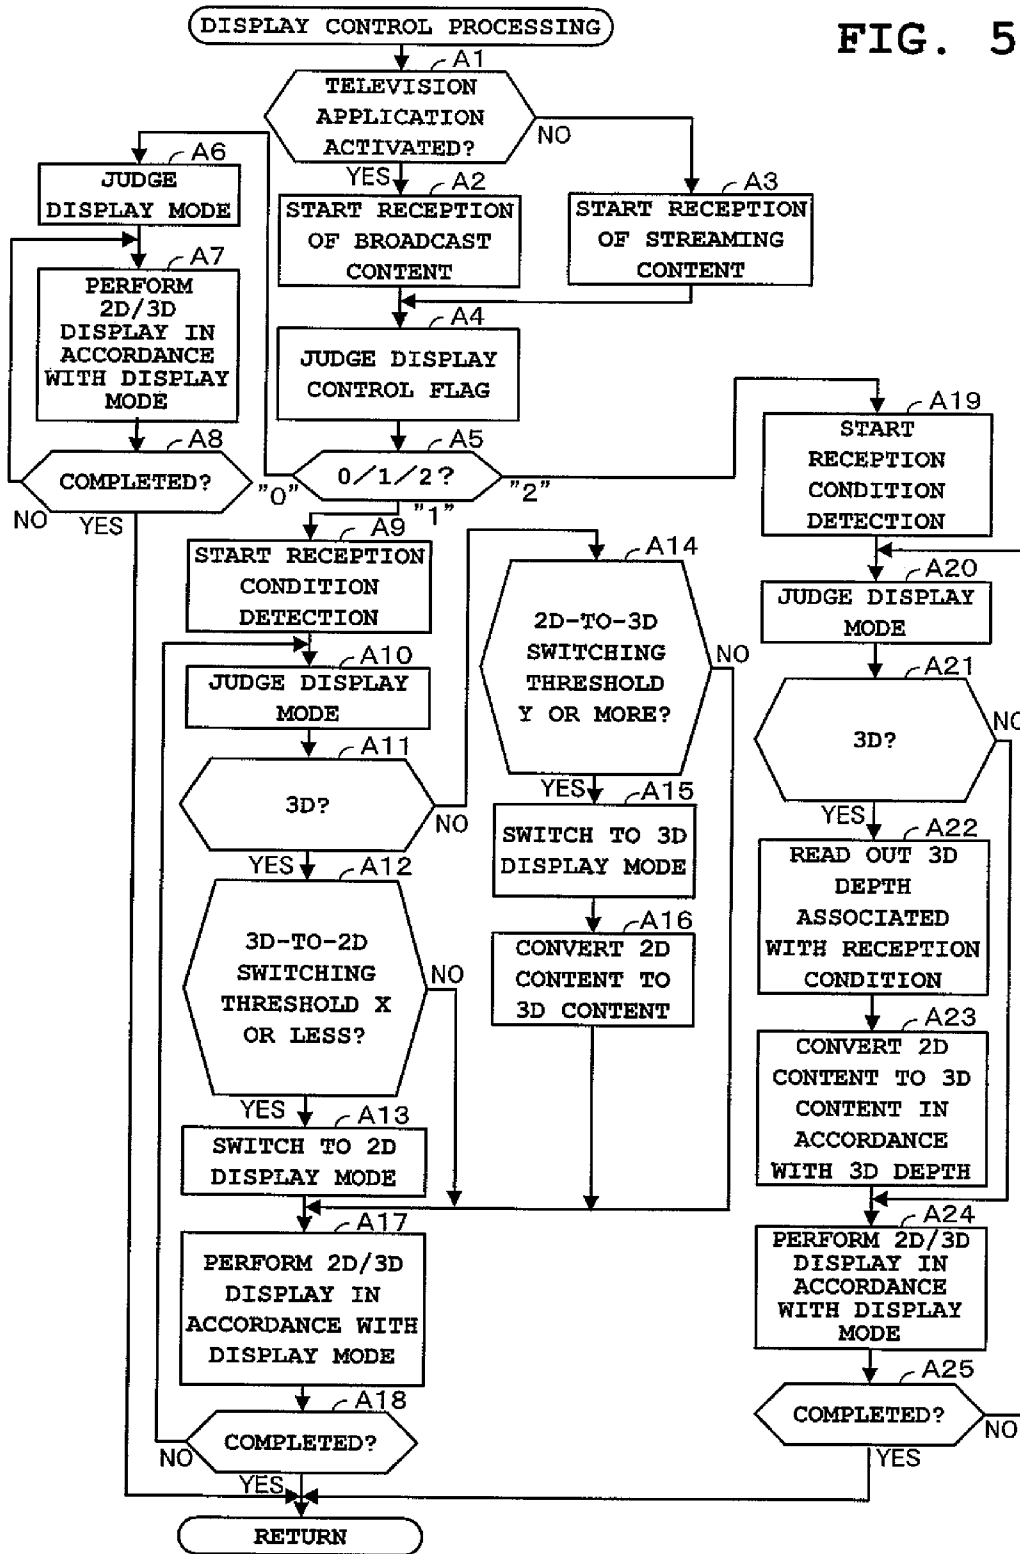 DISPLAY CONTROL PROCESSING
FIG. 5
A1
TELEVISION
APPLICATION
ACTIVATED?
NO
YES
A2
START RECEPTION
OF BROADCAST
CONTENT
A3
START RECEPTION
OF STREAMING
CONTENT
A4
JUDGE DISPLAY
CONTROL FLAG
A5
0/1/2?
"0"
"1"
"2"
A6
JUDGE
DISPLAY MODE
A7
PERFORM
2D/3D
DISPLAY IN
ACCORDANCE
WITH DISPLAY
MODE
A8
COMPLETED?
NO
YES
A9
START RECEPTION
CONDITION
DETECTION
A10
JUDGE DISPLAY
MODE
A11
3D?
NO
YES
A12
3D-TO-2D
SWITCHING
THRESHOLD X
OR LESS?
NO
YES
A13
SWITCH TO 2D
DISPLAY MODE
A14
2D-TO-3D
SWITCHING
THRESHOLD
Y OR MORE?
NO
YES
A15
SWITCH TO 3D
DISPLAY MODE
A16
CONVERT 2D
CONTENT TO
3D CONTENT
A17
PERFORM 2D/3D
DISPLAY IN
ACCORDANCE WITH
DISPLAY MODE
A18
COMPLETED?
NO
YES
A19
START
RECEPTION
CONDITION
DETECTION
A20
JUDGE DISPLAY
MODE
A21
3D?
NO
YES
A22
READ OUT 3D
DEPTH
ASSOCIATED
WITH RECEPTION
CONDITION
A23
CONVERT 2D
CONTENT TO 3D
CONTENT IN
ACCORDANCE
WITH 3D DEPTH
A24
PERFORM 2D/3D
DISPLAY IN
ACCORDANCE
WITH DISPLAY
MODE
A25
COMPLETED?
NO
YES
RETURN